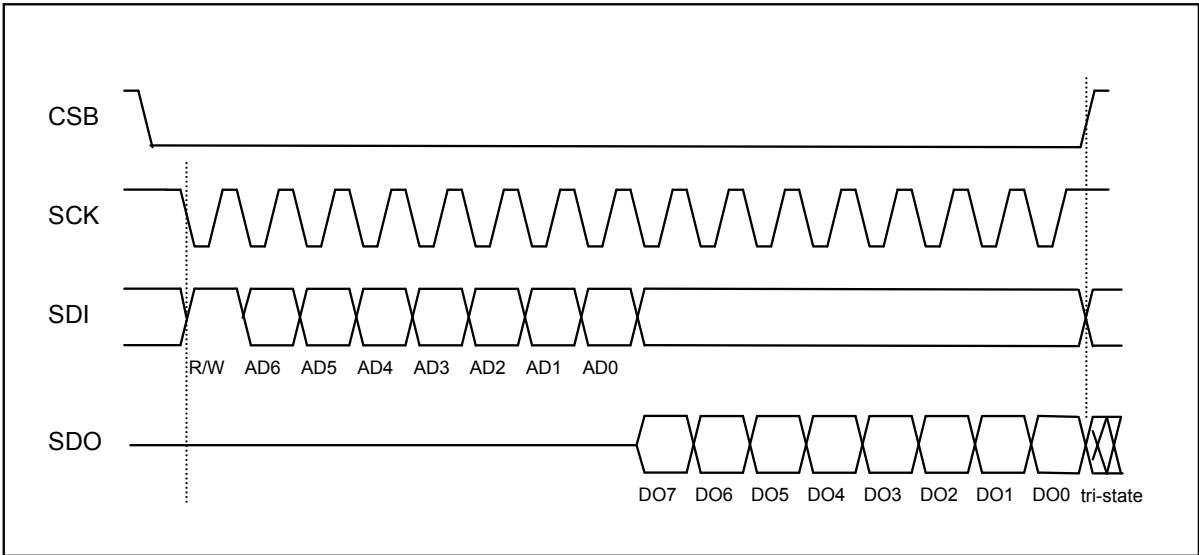 CSB
SCK
SDI
R/W AD6 AD5 AD4 AD3 AD2 AD1 AD0
SDO
DO7 DO6 DO5 DO4 DO3 DO2 DO1 DO0 tri-state